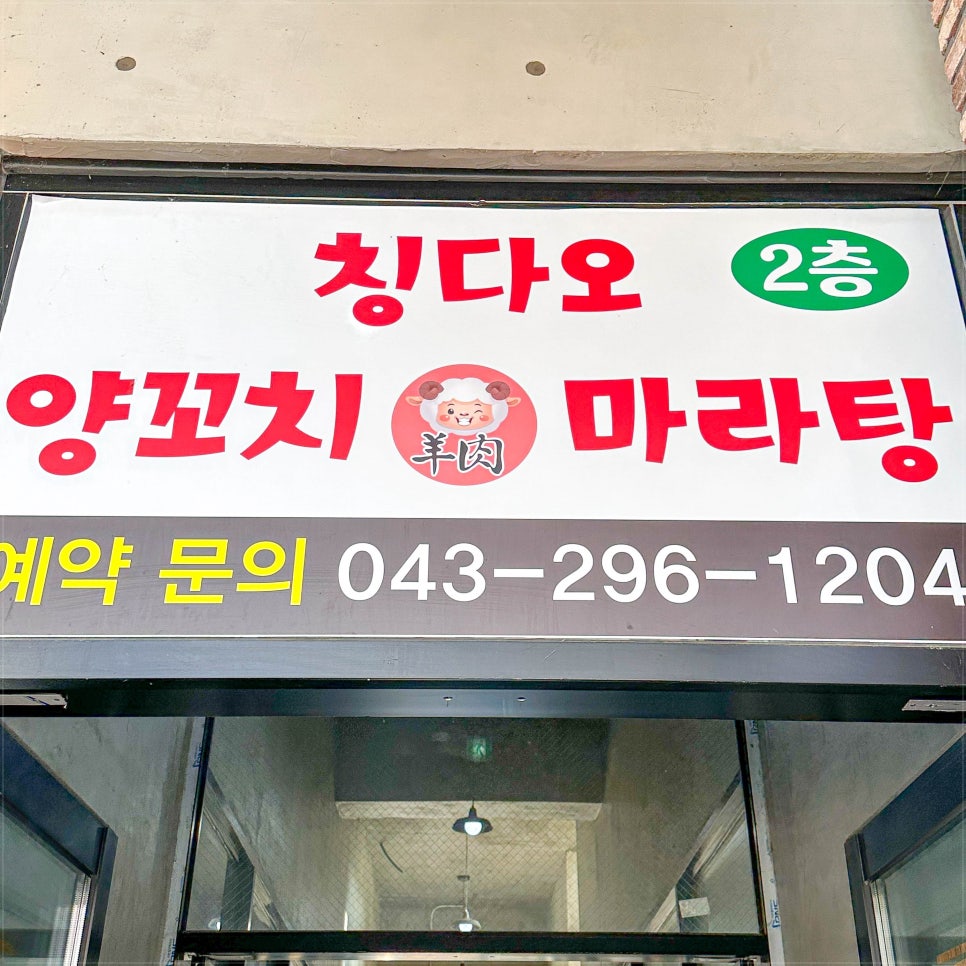 칭다오 2층
양꼬치 羊肉 마라탕
예약 문의 043-296-1204